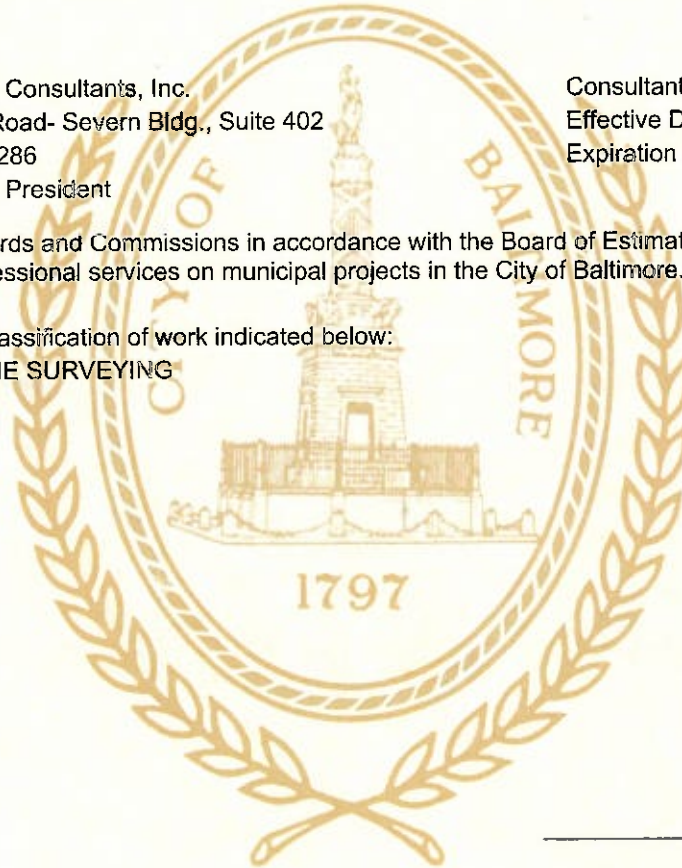 Consultants, Inc.
Road- Severn Bldg., Suite 402
286
President
Consultant
Effective D
Expiration
rds and Commissions in accordance with the Board of Estimat
essional services on municipal projects in the City of Baltimore.
assification of work indicated below:
IE SURVEYING
CITY OF BALTIMORE
1797